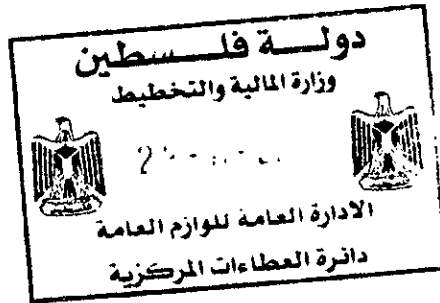 دولة فلسطين
وزارة المالية والتخطيط
الادارة العامة للوازم العامة
دائرة العطاءات المركزية